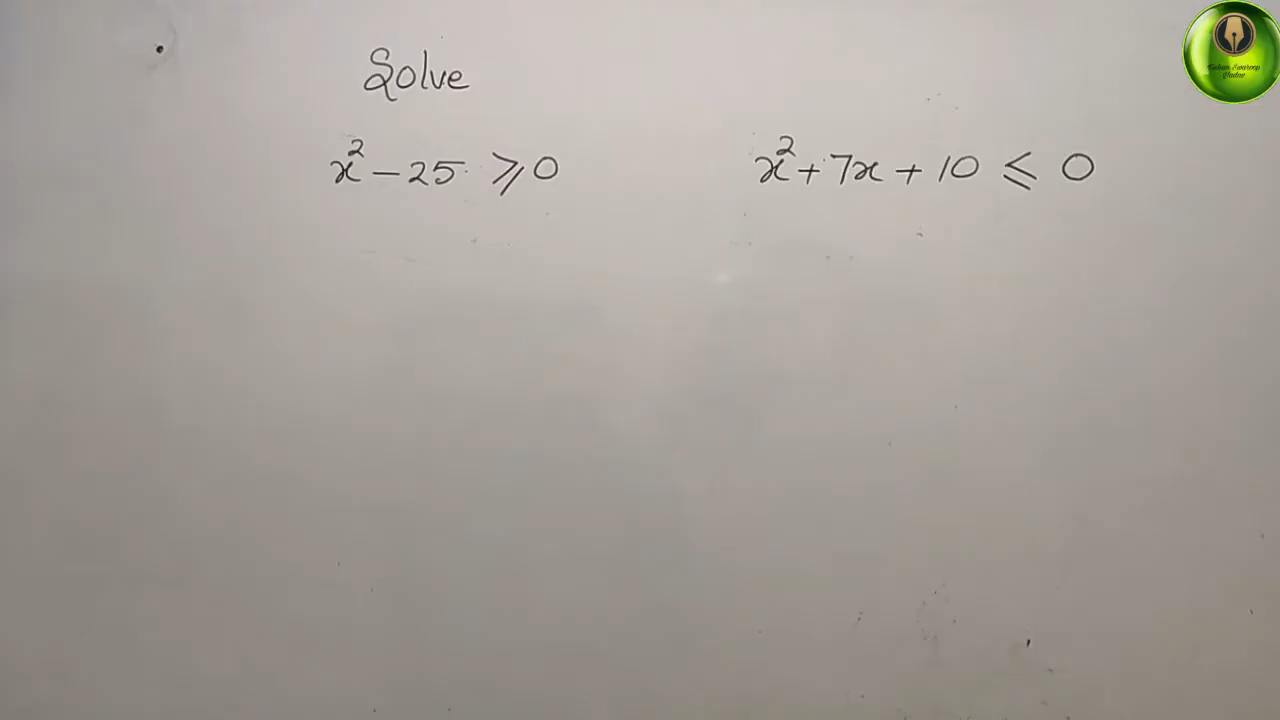 Solve
x² - 25 ⩾ 0
x² + 7x + 10 ⩽ 0